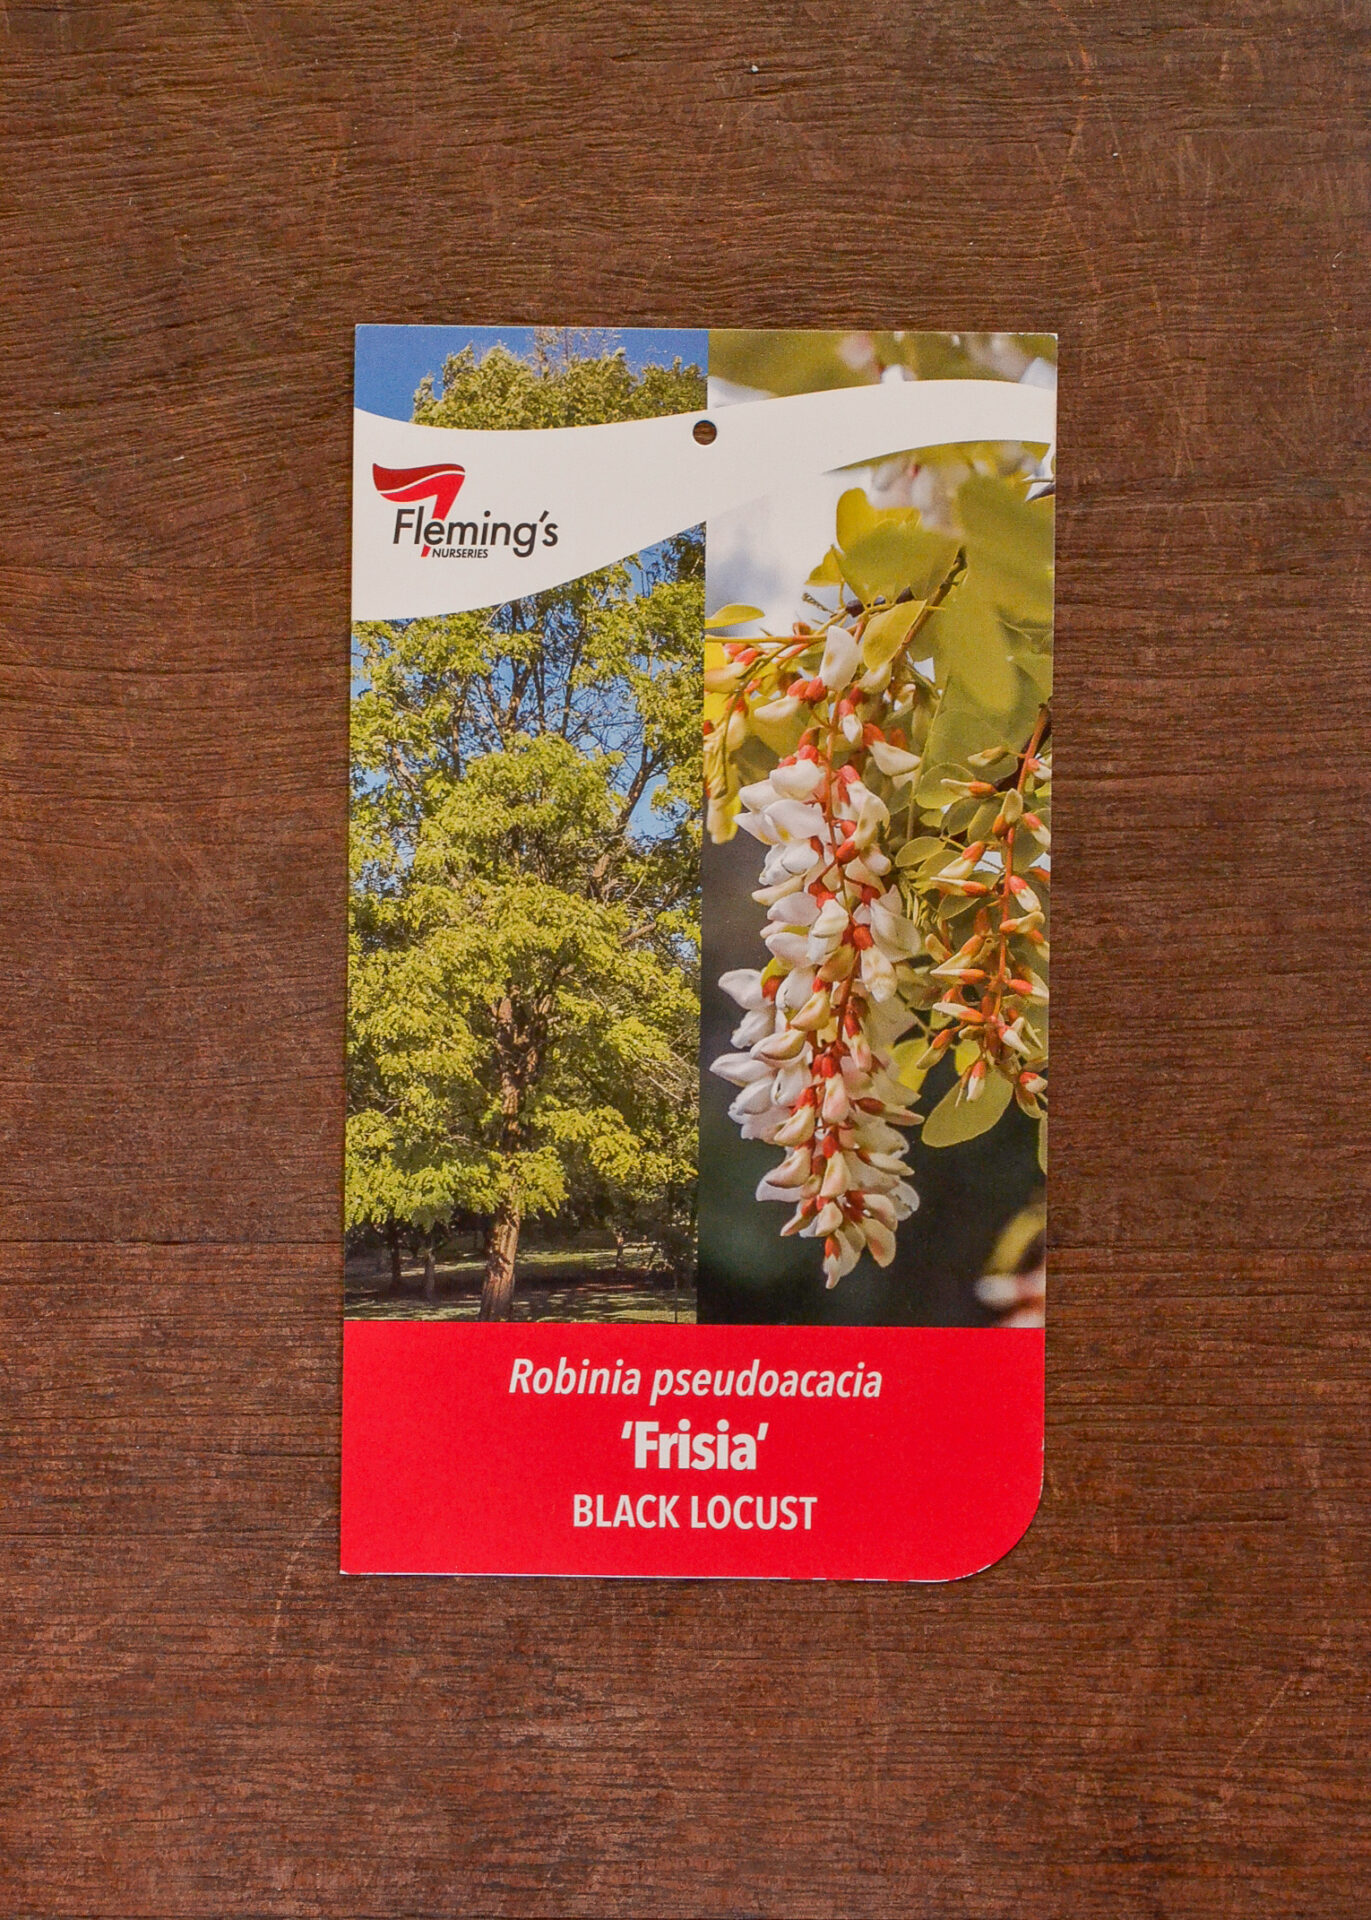 Fleming's
NURSERIES
Robinia pseudoacacia
‘Frisia’
BLACK LOCUST